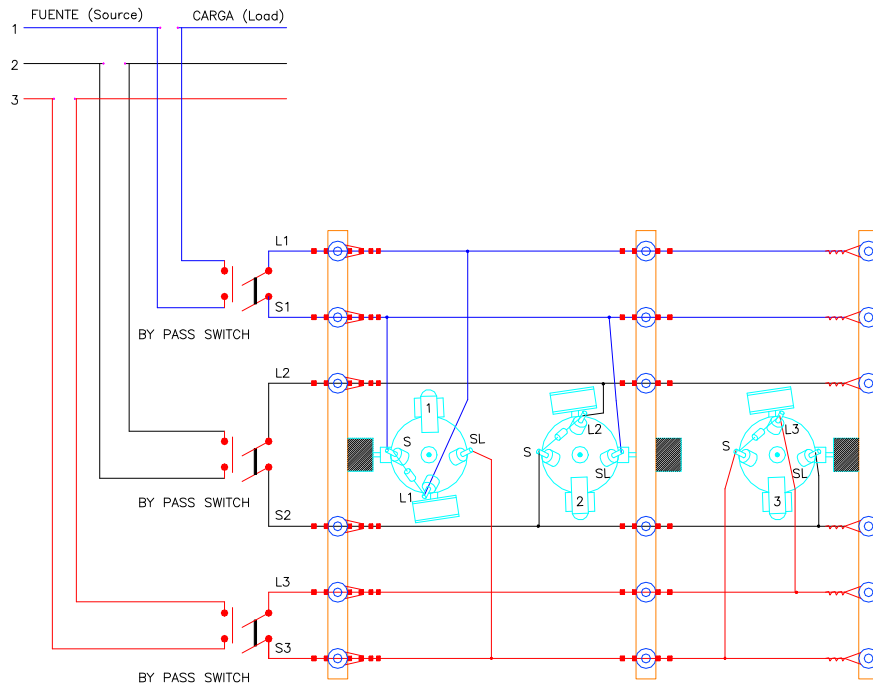 FUENTE (Source) CARGA (Load)
1
2
3
L1
S1
BY PASS SWITCH
L2
1
S SL
L1
L2
S
SL
2
L3
S
SL
3
BY PASS SWITCH
S2
L3
S3
BY PASS SWITCH